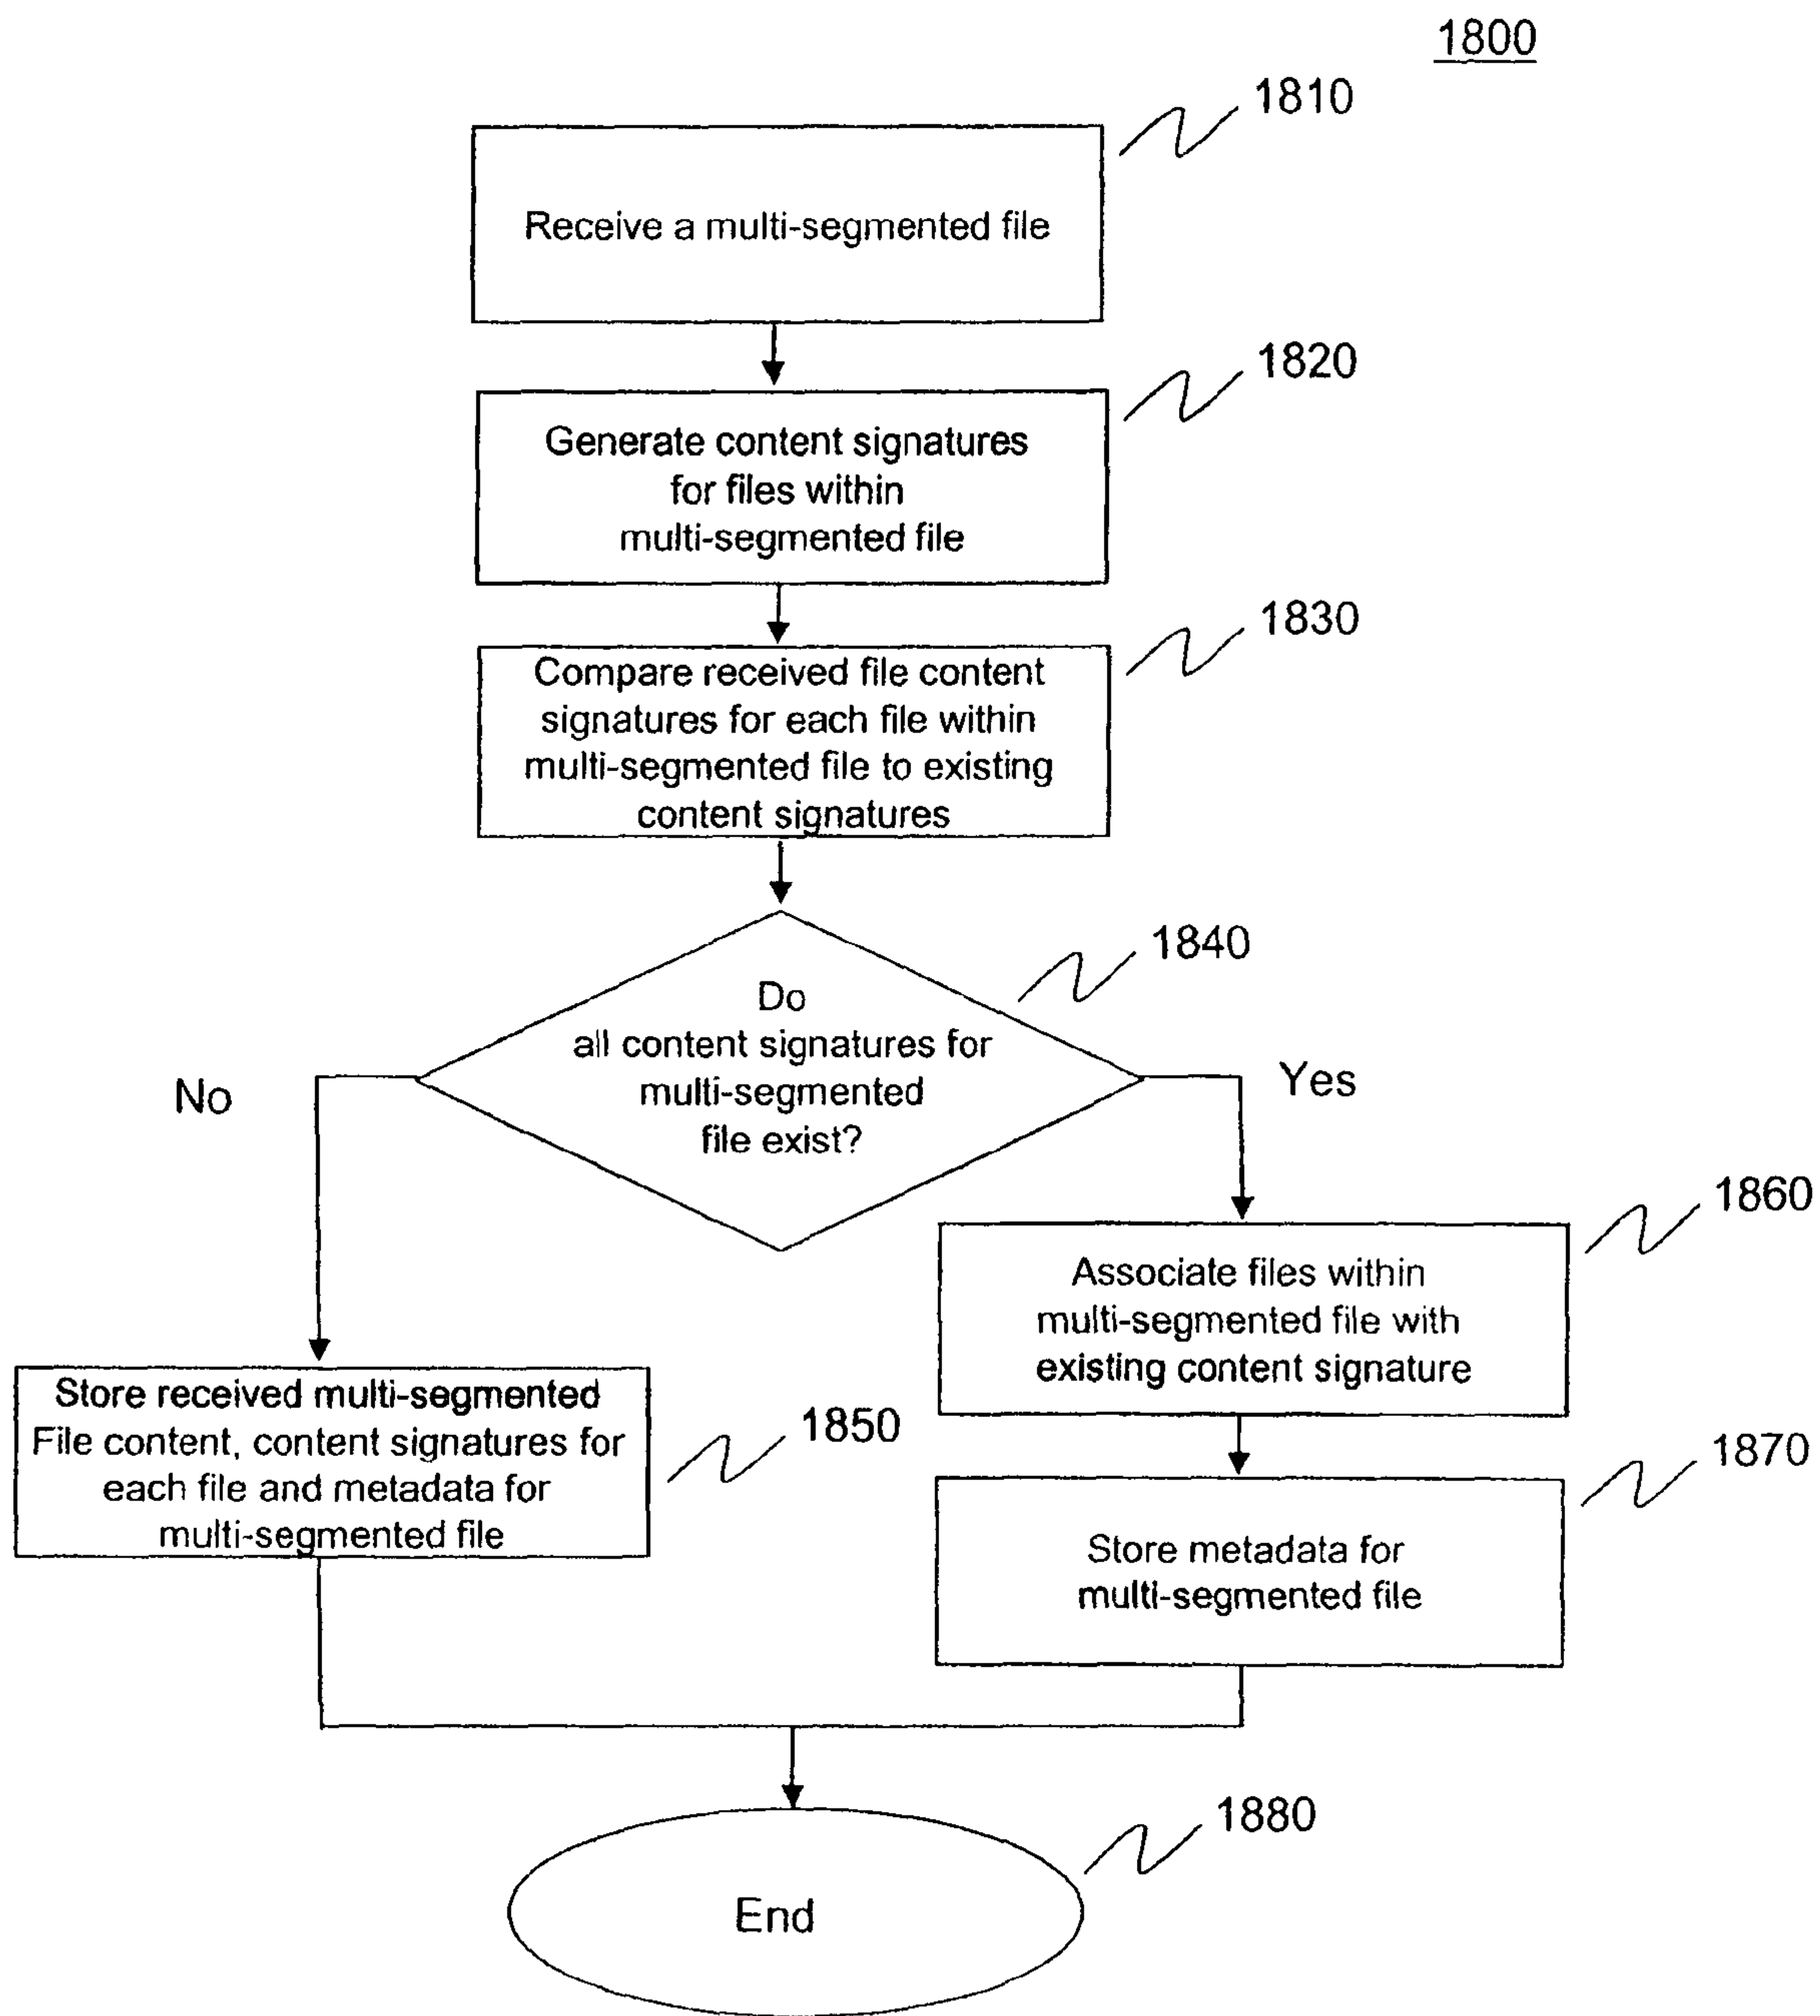 1800
1810
Receive a multi-segmented file
1820
Generate content signatures
for files within
multi-segmented file
1830
Compare received file content
signatures for each file within
multi-segmented file to existing
content signatures
1840
Do
all content signatures for
multi-segmented
file exist?
No
Yes
1860
Associate files within
multi-segmented file with
existing content signature
Store received multi-segmented
File content, content signatures for
each file and metadata for
multi-segmented file
1850
1870
Store metadata for
multi-segmented file
1880
End